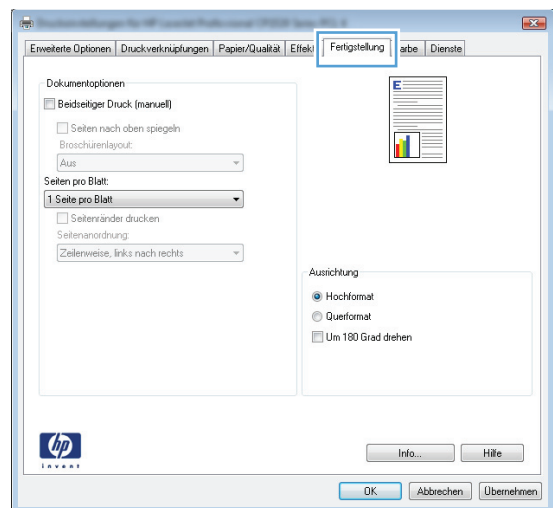 Erweiterte Optionen Druckverknüpfungen Papier/Qualität Effek Fertigstellung arbe Dienste
Dokumentoptionen
Beidseitiger Druck (manuell)
Seiten nach oben spiegeln
Broschürenlayout:
Aus
Seiten pro Blatt:
1 Seite pro Blatt
Seitenränder drucken
Seitenanordnung:
Zeilenweise, links nach rechts
E
Ausrichtung
Hochformat
Querformat
Um 180 Grad drehen
hp
invent
Info... Hilfe
OK Abbrechen Übernehmen